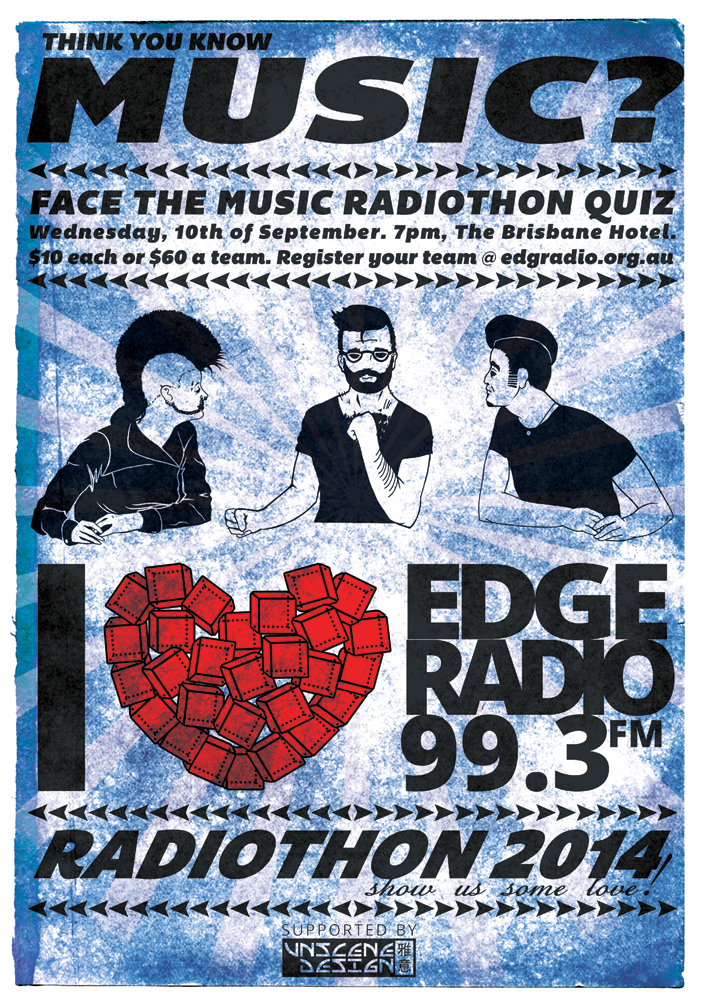 THINK YOU KNOW
MUSIC?
FACE THE MUSIC RADIOTHON QUIZ
Wednesday, 10th of September. 7pm, The Brisbane Hotel.
$10 each or $60 a team. Register your team @ edgradio.org.au
I
EDGE
RADIO
99.3FM
RADIOTHON 2014
show us some love!
SUPPORTED BY
UNSCENE
DESIGN
雅意